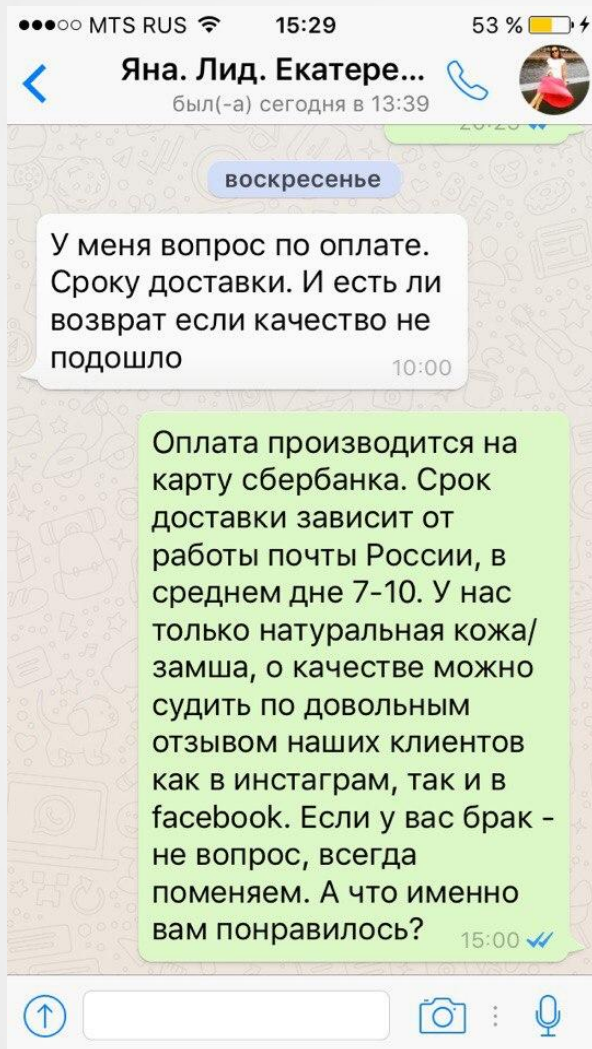 MTS RUS 15:29 53 %
Яна. Лид. Екатере...
был(-а) сегодня в 13:39
воскресенье
У меня вопрос по оплате.
Сроку доставки. И есть ли
возврат если качество не
подошло
10:00
Оплата производится на
карту сбербанка. Срок
доставки зависит от
работы почты России, в
среднем дне 7-10. У нас
только натуральная кожа/
замша, о качестве можно
судить по довольным
отзывом наших клиентов
как в инстаграм, так и в
facebook. Если у вас брак -
не вопрос, всегда
поменяем. А что именно
вам понравилось?
15:00